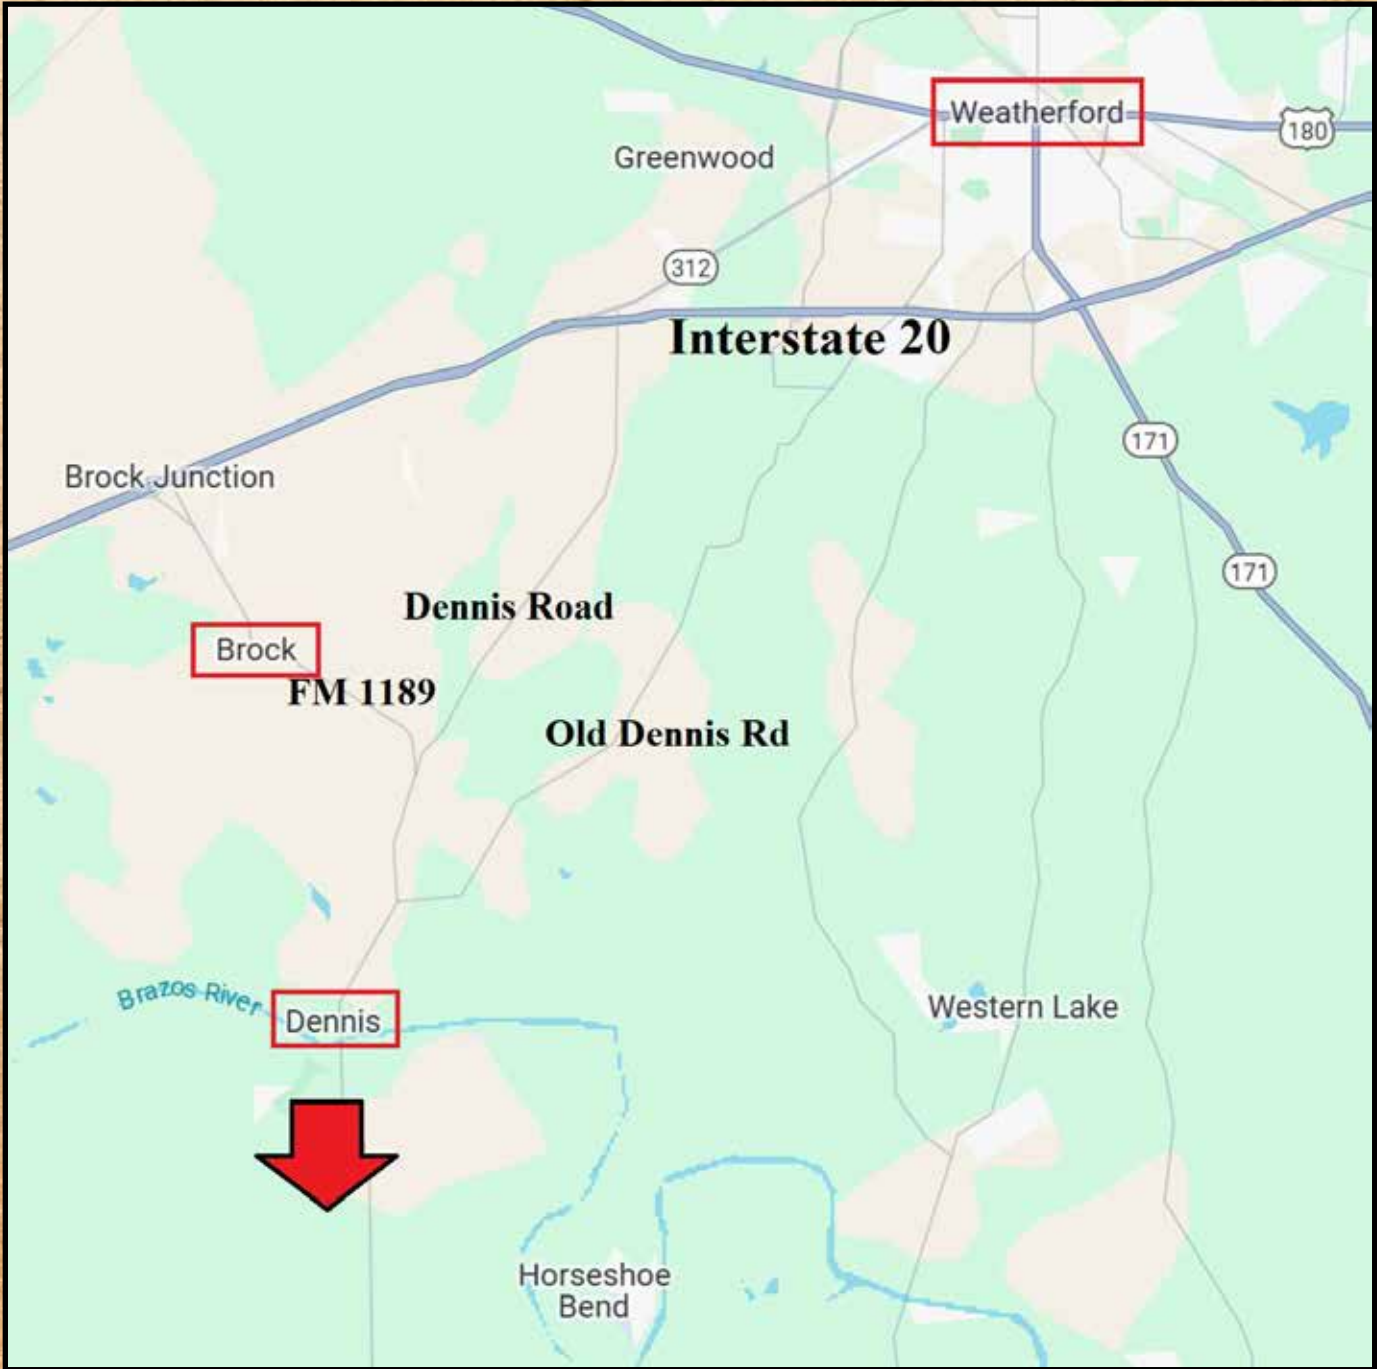 Weatherford
180
Greenwood
312
Interstate 20
171
Brock Junction
171
Dennis Road
Brock
FM 1189
Old Dennis Rd
Brazos River
Dennis
Western Lake
Horseshoe
Bend